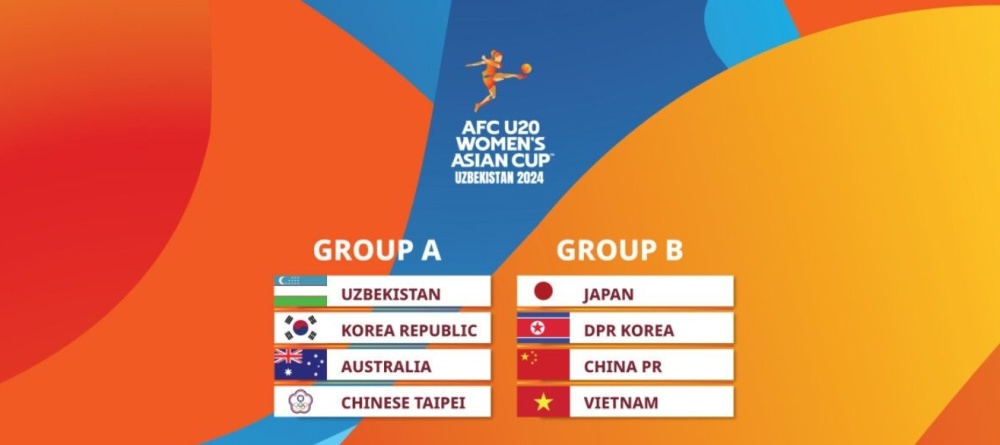 AFC U20
WOMEN'S
ASIAN CUP™
UZBEKISTAN 2024
GROUP A
UZBEKISTAN
KOREA REPUBLIC
AUSTRALIA
CHINESE TAIPEI
GROUP B
JAPAN
DPR KOREA
CHINA PR
VIETNAM